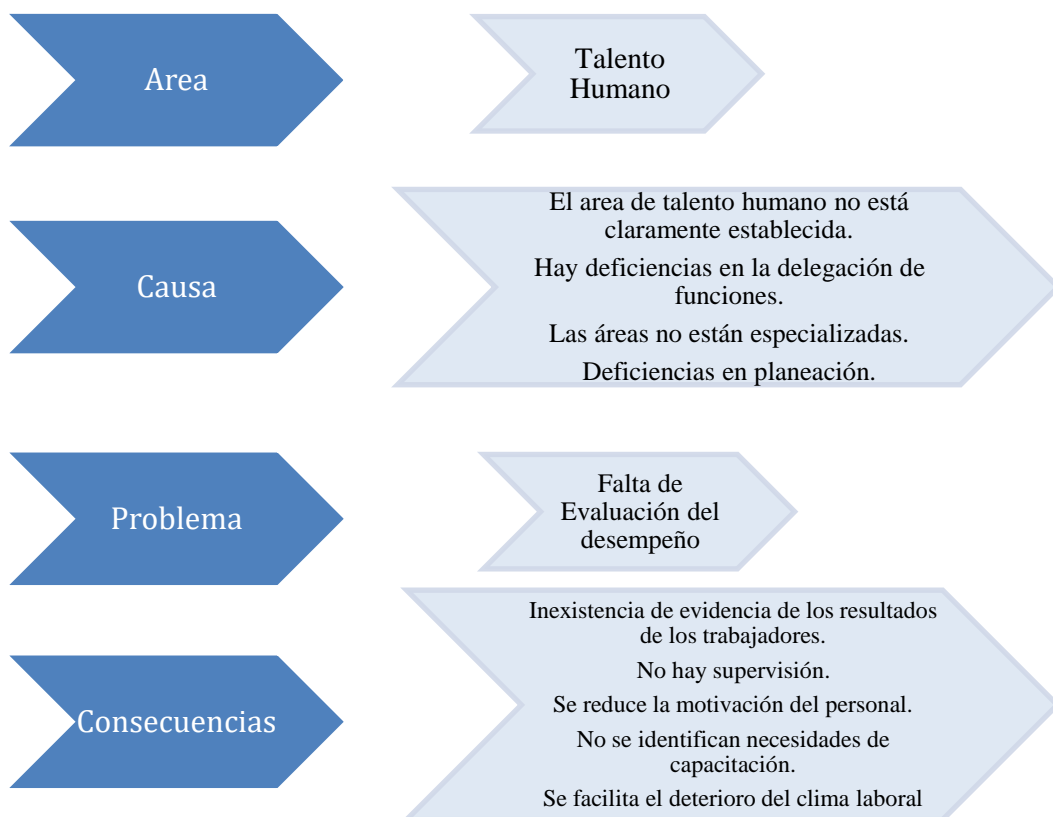 Area
Talento
Humano
Causa
El area de talento humano no está
claramente establecida.
Hay deficiencias en la delegación de
funciones.
Las áreas no están especializadas.
Deficiencias en planeación.
Problema
Falta de
Evaluación del
desempeño
Consecuencias
Inexistencia de evidencia de los resultados
de los trabajadores.
No hay supervisión.
Se reduce la motivación del personal.
No se identifican necesidades de
capacitación.
Se facilita el deterioro del clima laboral